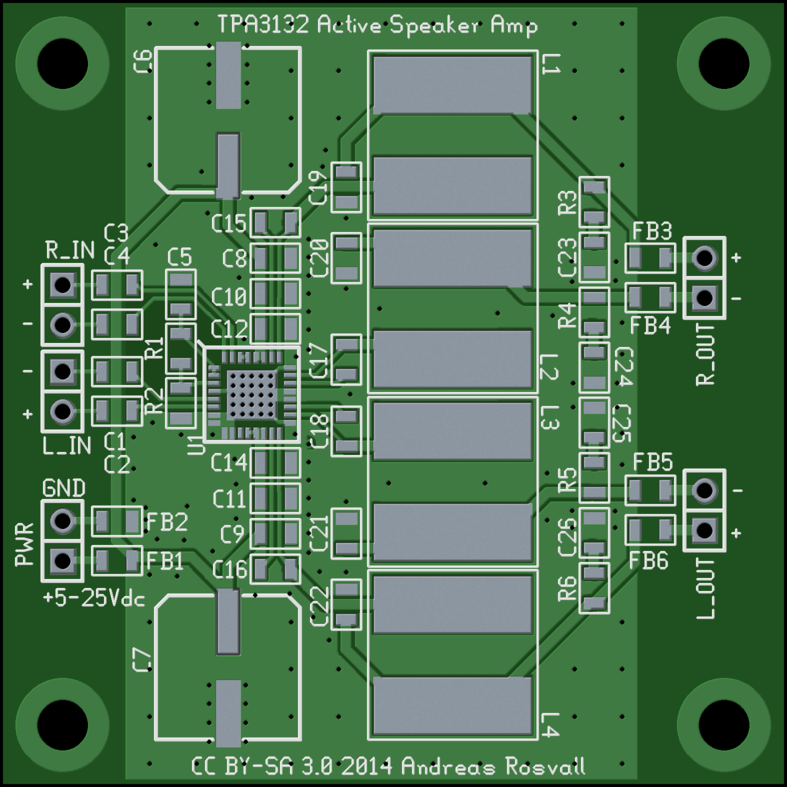 TPA3132 Active Speaker Amp
C6
L1
C19
R3
C15
C3
C4
R_IN
C5
C8
C20
C23
FB3
+
+
C10
-
-
C12
R4
FB4
R_OUT
R1
C17
L2
C24
-
R2
+
L3
C18
C25
L_IN
C1
C2
U1
C14
FB5
GND
R5
-
C11
PWR
FB2
C9
C21
C26
+
FB1
C16
FB6
L_OUT
+5-25Vdc
C22
R6
C7
L4
CC BY-SA 3.0 2014 Andreas Rosvall